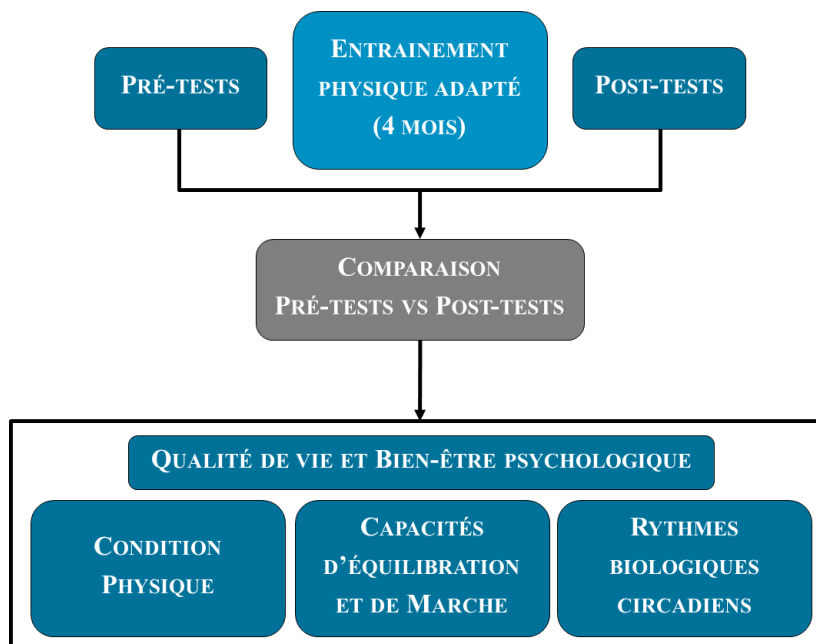 PRÉ-TESTS
ENTRAINEMENT
PHYSIQUE ADAPTÉ
(4 MOIS)
POST-TESTS
COMPARAISON
PRÉ-TESTS VS POST-TESTS
QUALITÉ DE VIE ET BIEN-ÊTRE PSYCHOLOGIQUE
CONDITION
PHYSIQUE
CAPACITÉS
D'ÉQUILIBRATION
ET DE MARCHE
RYTHMES
BIOLOGIQUES
CIRCADIENS